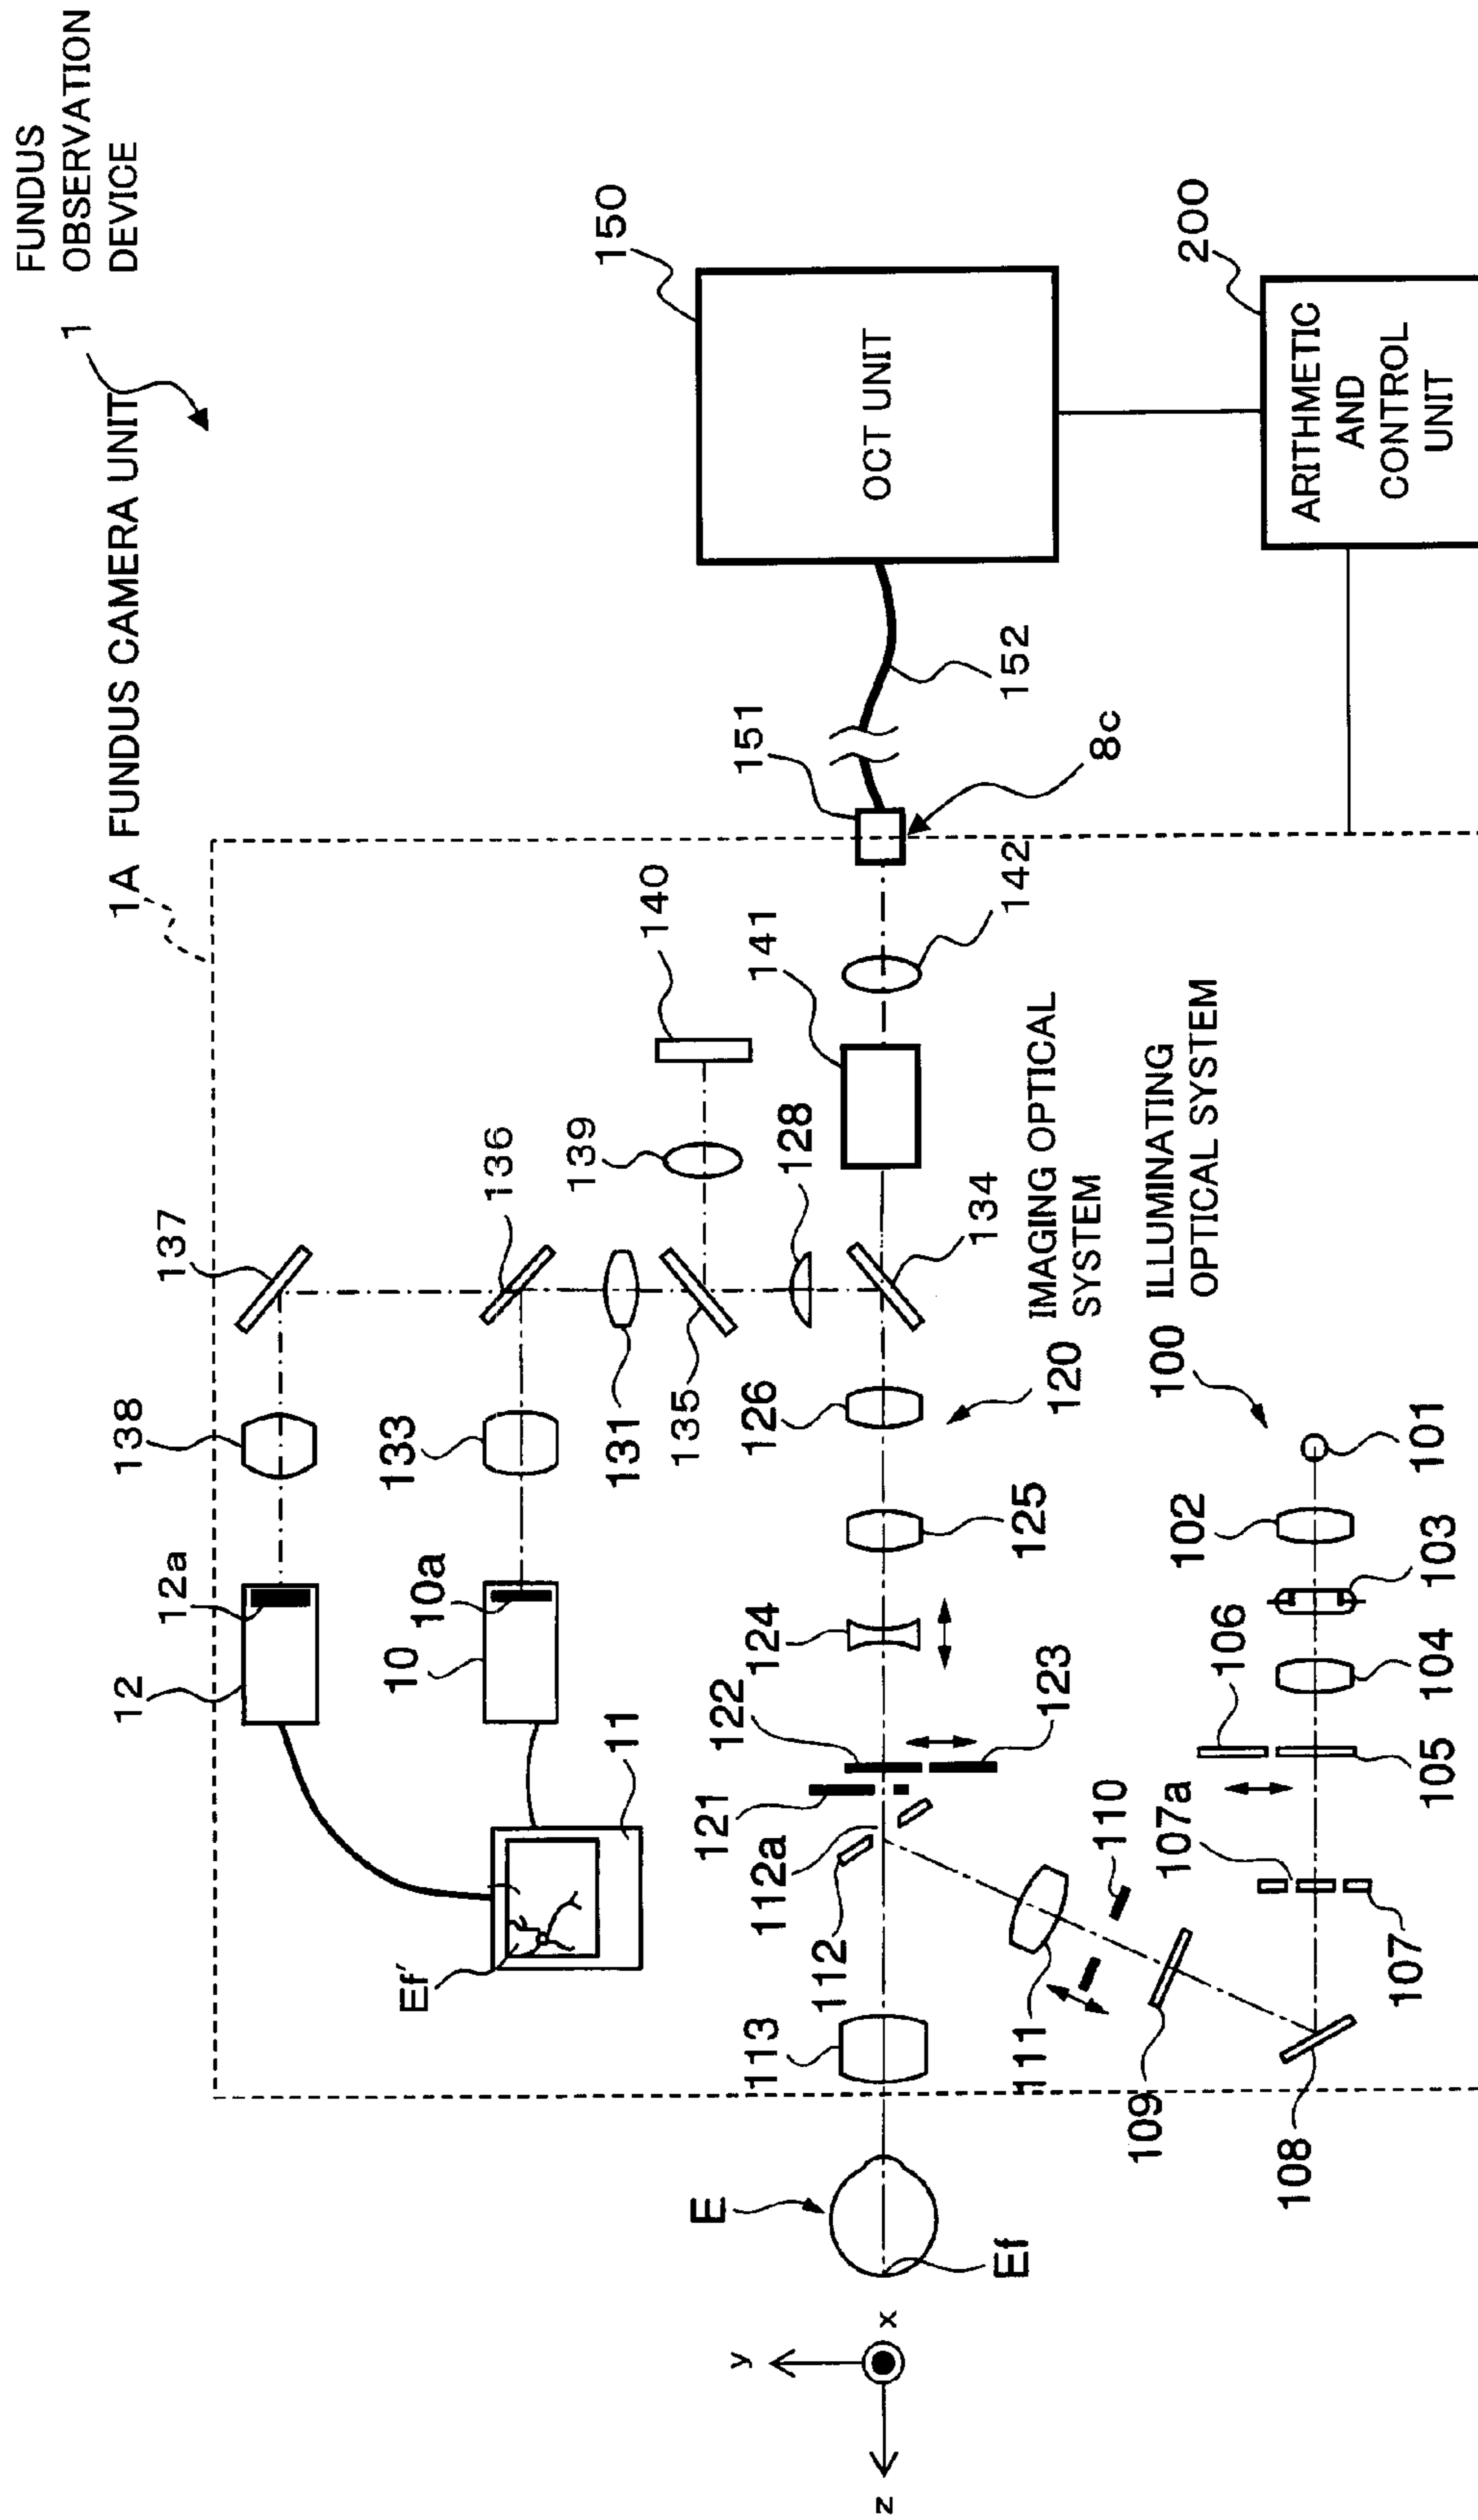 FUNDUS
OBSERVATION
DEVICE
1
1A FUNDUS CAMERA UNIT
150
OCT UNIT
200
ARITHMETIC
AND
CONTROL
UNIT
151
152
8c
140
141
142
137
136
139
128
134
IMAGING OPTICAL
SYSTEM
120
ILLUMINATING
OPTICAL SYSTEM
100
138
133
131
135
126
125
101
102
103
12a
12
10a
10
11
124
122
123
106
104
105
121
112a
112
110
107a
107
Ef'
113
111
109
108
E
Ef
y
x
z